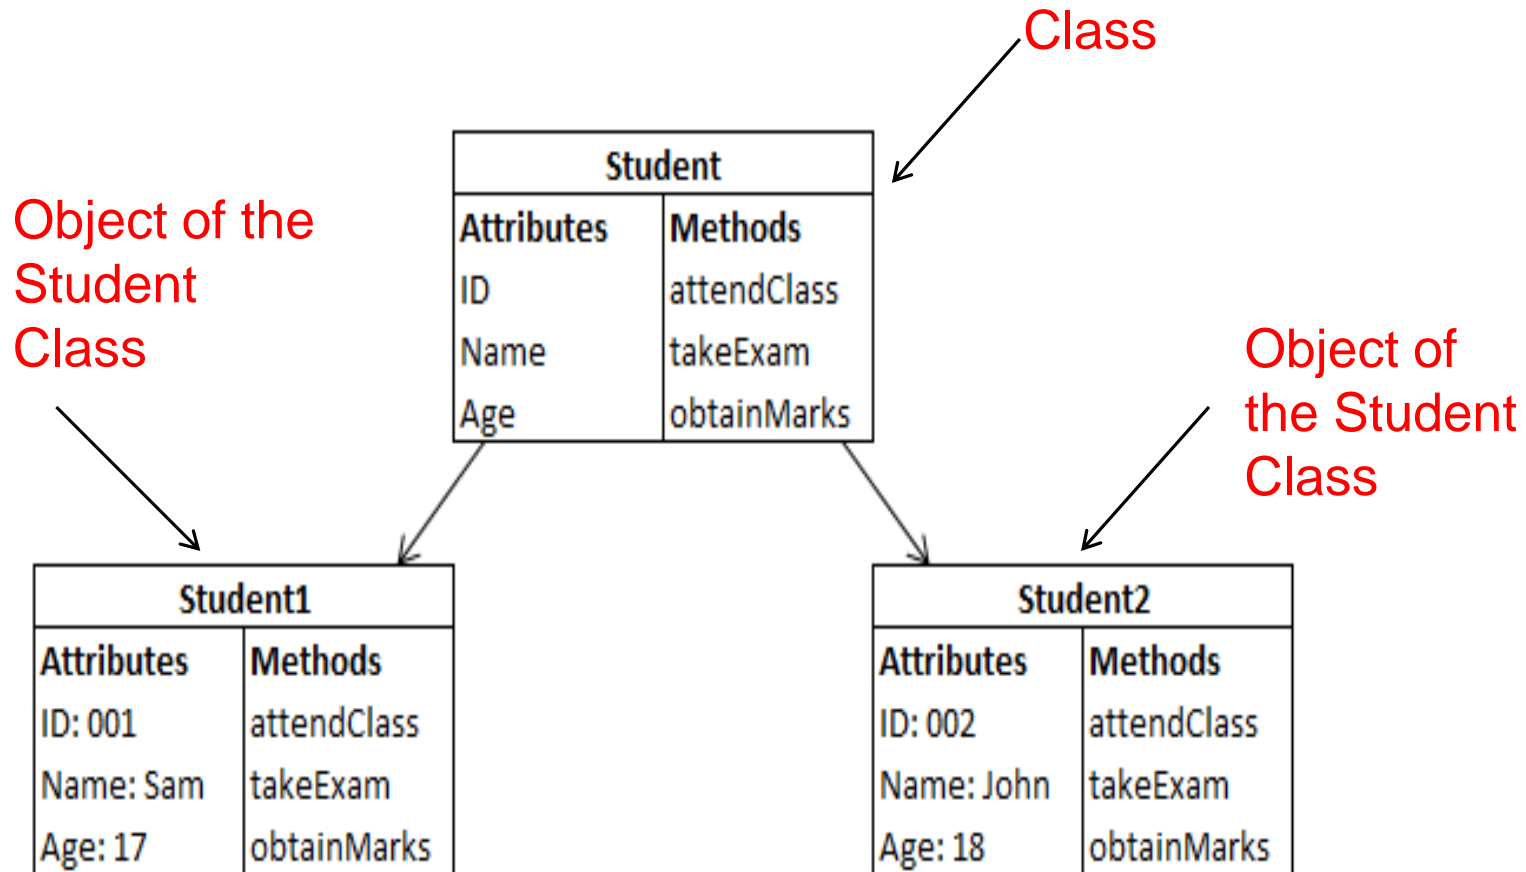 Class
Student
Attributes Methods
ID attendClass
Name takeExam
Age obtainMarks
Object of the
Student
Class
Object of
the Student
Class
Student1
Attributes Methods
ID: 001 attendClass
Name: Sam takeExam
Age: 17 obtainMarks
Student2
Attributes Methods
ID: 002 attendClass
Name: John takeExam
Age: 18 obtainMarks